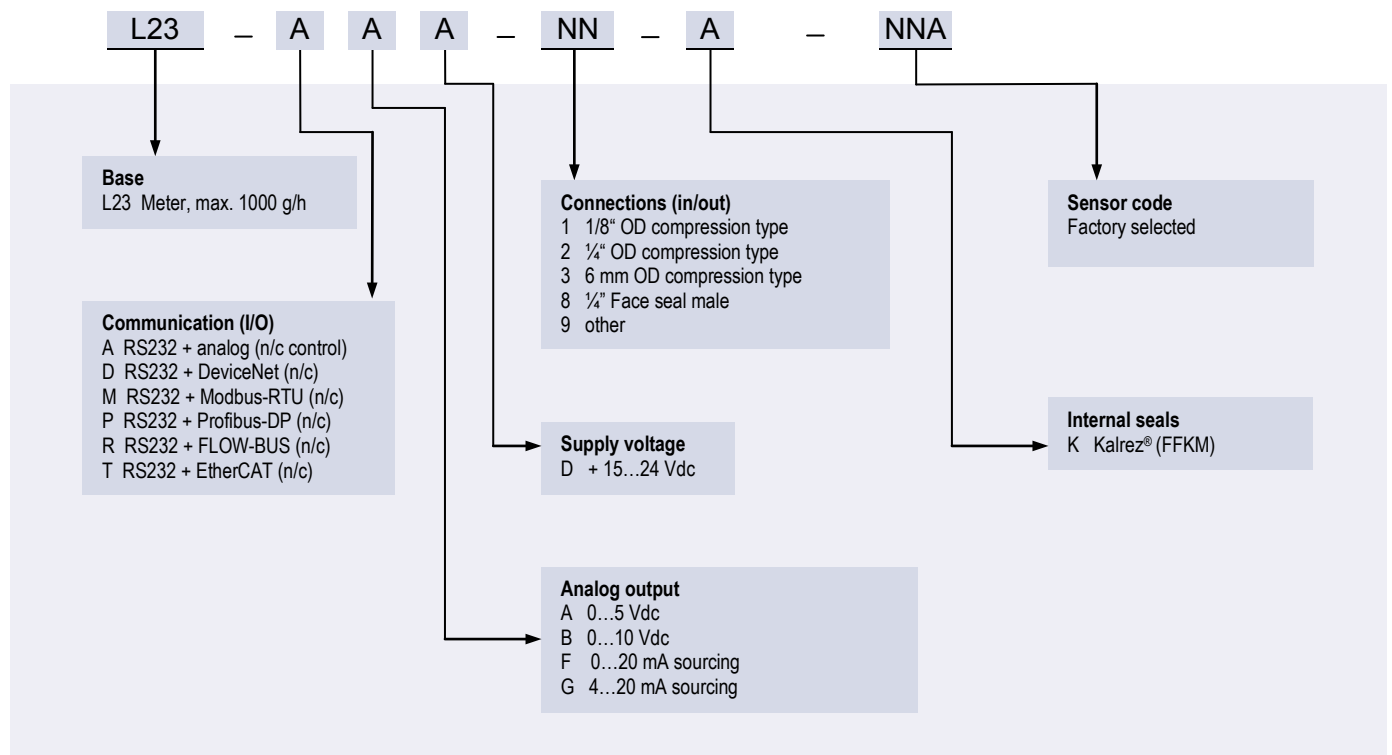 L23 – A A A – NN – A – NNA
Base
L23 Meter, max. 1000 g/h
Communication (I/O)
A RS232 + analog (n/c control)
D RS232 + DeviceNet (n/c)
M RS232 + Modbus-RTU (n/c)
P RS232 + Profibus-DP (n/c)
R RS232 + FLOW-BUS (n/c)
T RS232 + EtherCAT (n/c)
Connections (in/out)
1 1/8“ OD compression type
2 ¼“ OD compression type
3 6 mm OD compression type
8 ¼” Face seal male
9 other
Supply voltage
D + 15…24 Vdc
Analog output
A 0…5 Vdc
B 0…10 Vdc
F 0…20 mA sourcing
G 4…20 mA sourcing
Sensor code
Factory selected
Internal seals
K Kalrez® (FFKM)